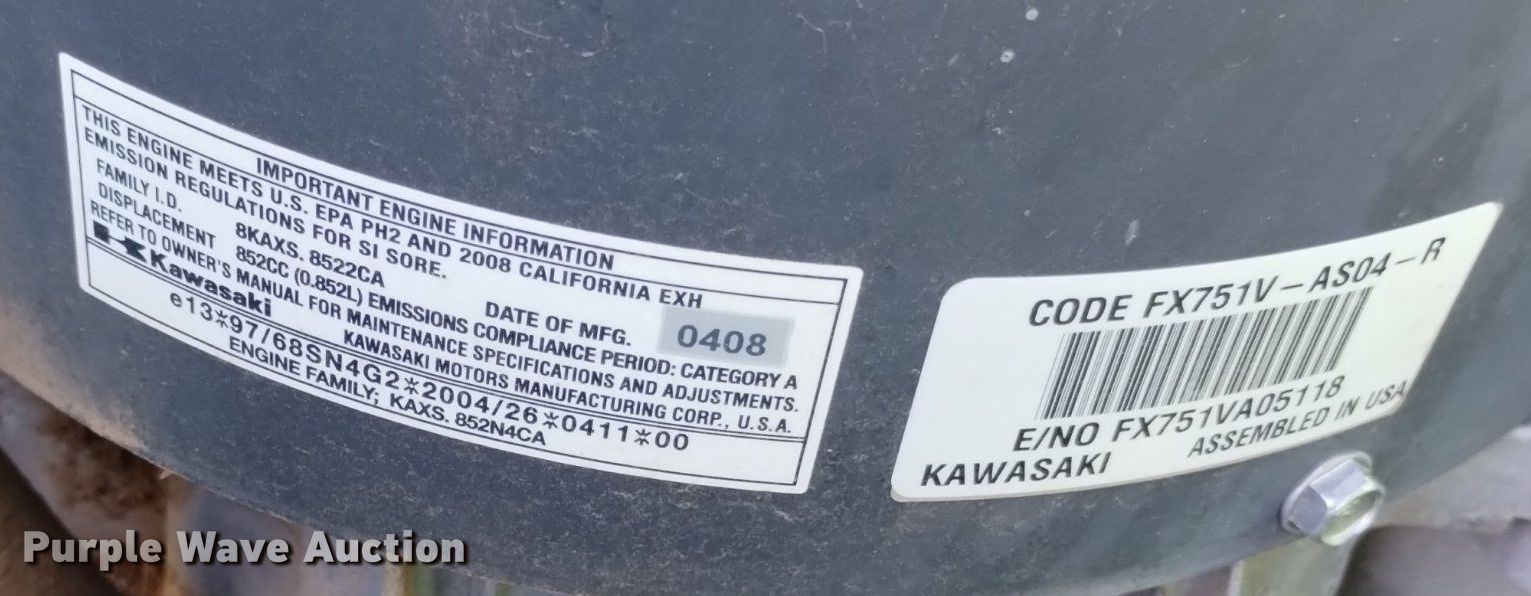 IMPORTANT ENGINE INFORMATION
THIS ENGINE MEETS U.S. EPA PH2 AND 2008 CALIFORNIA EXH
EMISSION REGULATIONS FOR SI SORE.
FAMILY I.D. 8KAXS. 8522CA DATE OF MFG. 0408
DISPLACEMENT 852CC (0.852L) EMISSIONS COMPLIANCE PERIOD: CATEGORY A
REFER TO OWNER'S MANUAL FOR MAINTENANCE SPECIFICATIONS AND ADJUSTMENTS.
Kawasaki KAWASAKI MOTORS MANUFACTURING CORP., U.S.A.
e13*97/68SN4G2*2004/26*0411*00
ENGINE FAMILY; KAXS. 852N4CA
CODE FX751V-AS04-R
E/NO FX751VA05118
KAWASAKI ASSEMBLED IN USA
Purple Wave Auction